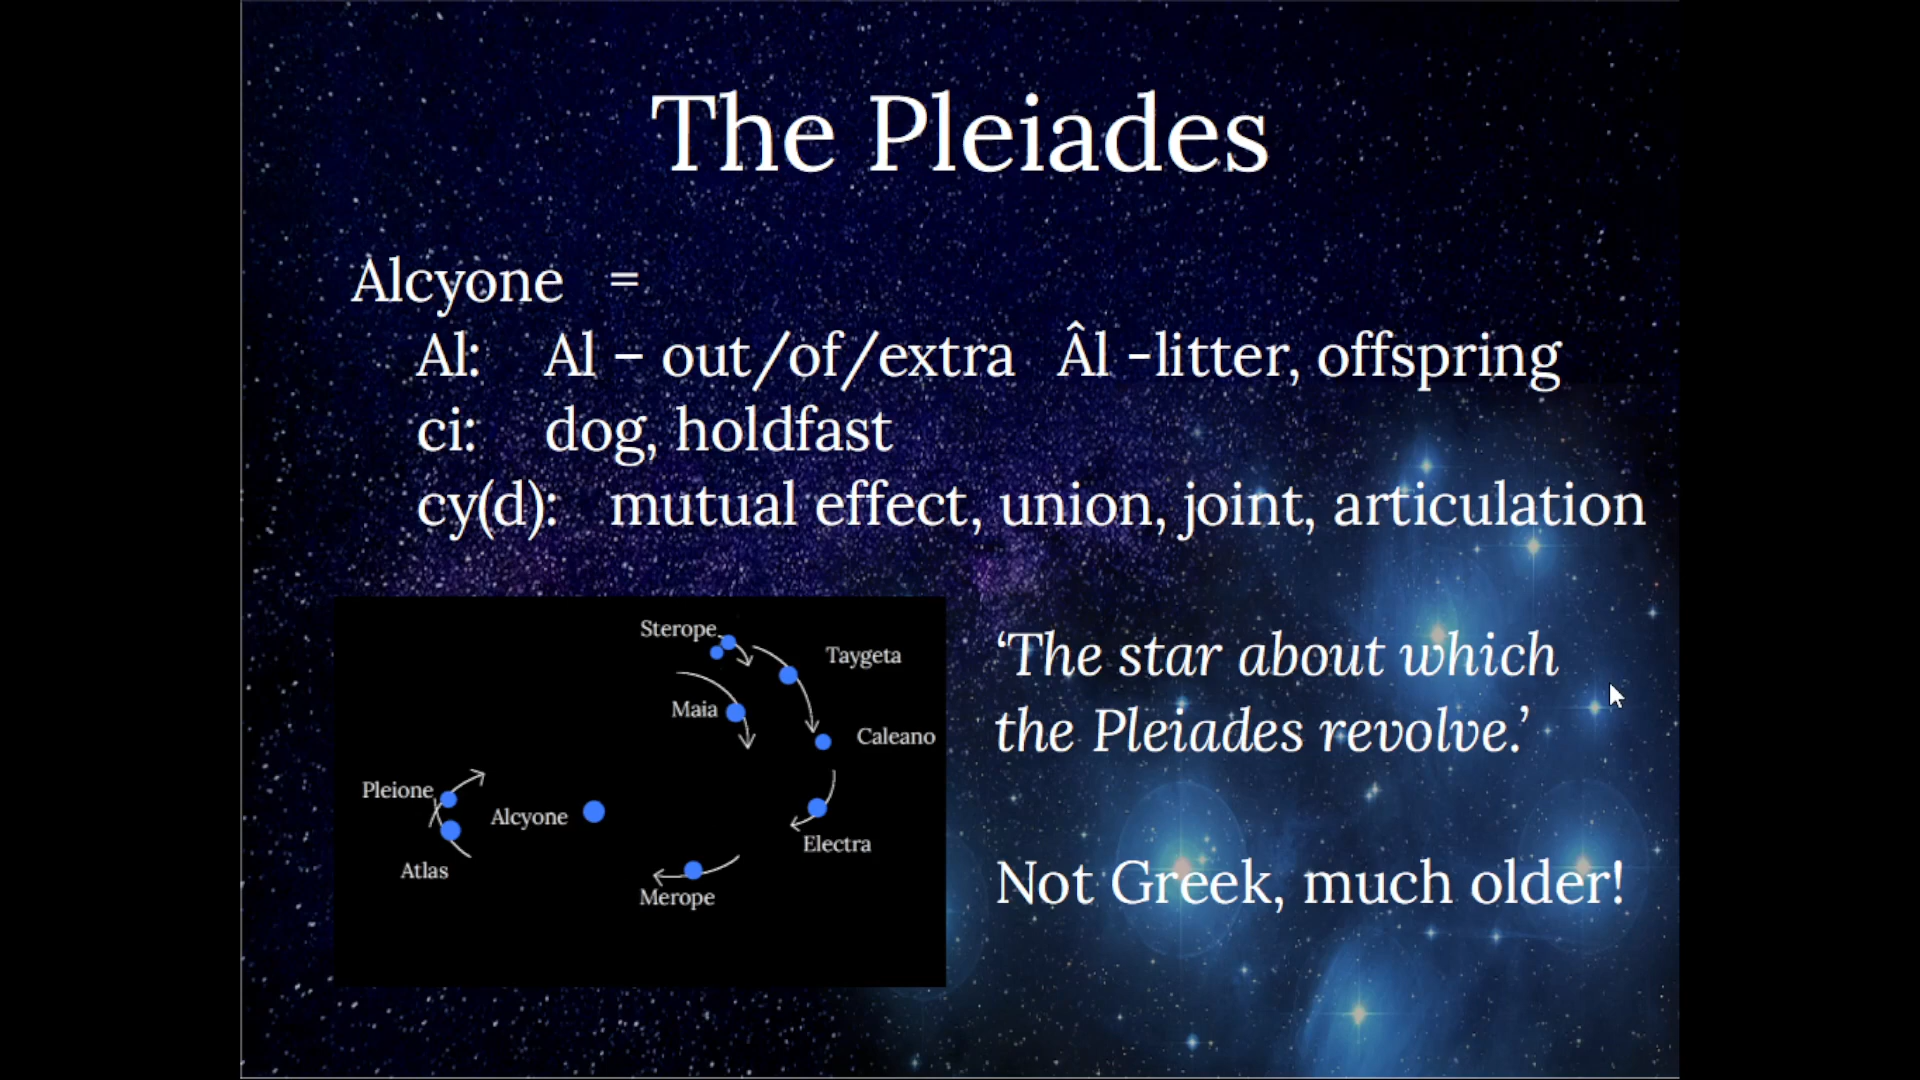 The Pleiades
Alcyone =
Al: Al – out/of/extra Âl -litter, offspring
ci: dog, holdfast
cy(d): mutual effect, union, joint, articulation
Sterope
Taygeta
Maia
Caleano
Pleione
Alcyone
Electra
Atlas
Merope
‘The star about which
the Pleiades revolve.’
Not Greek, much older!